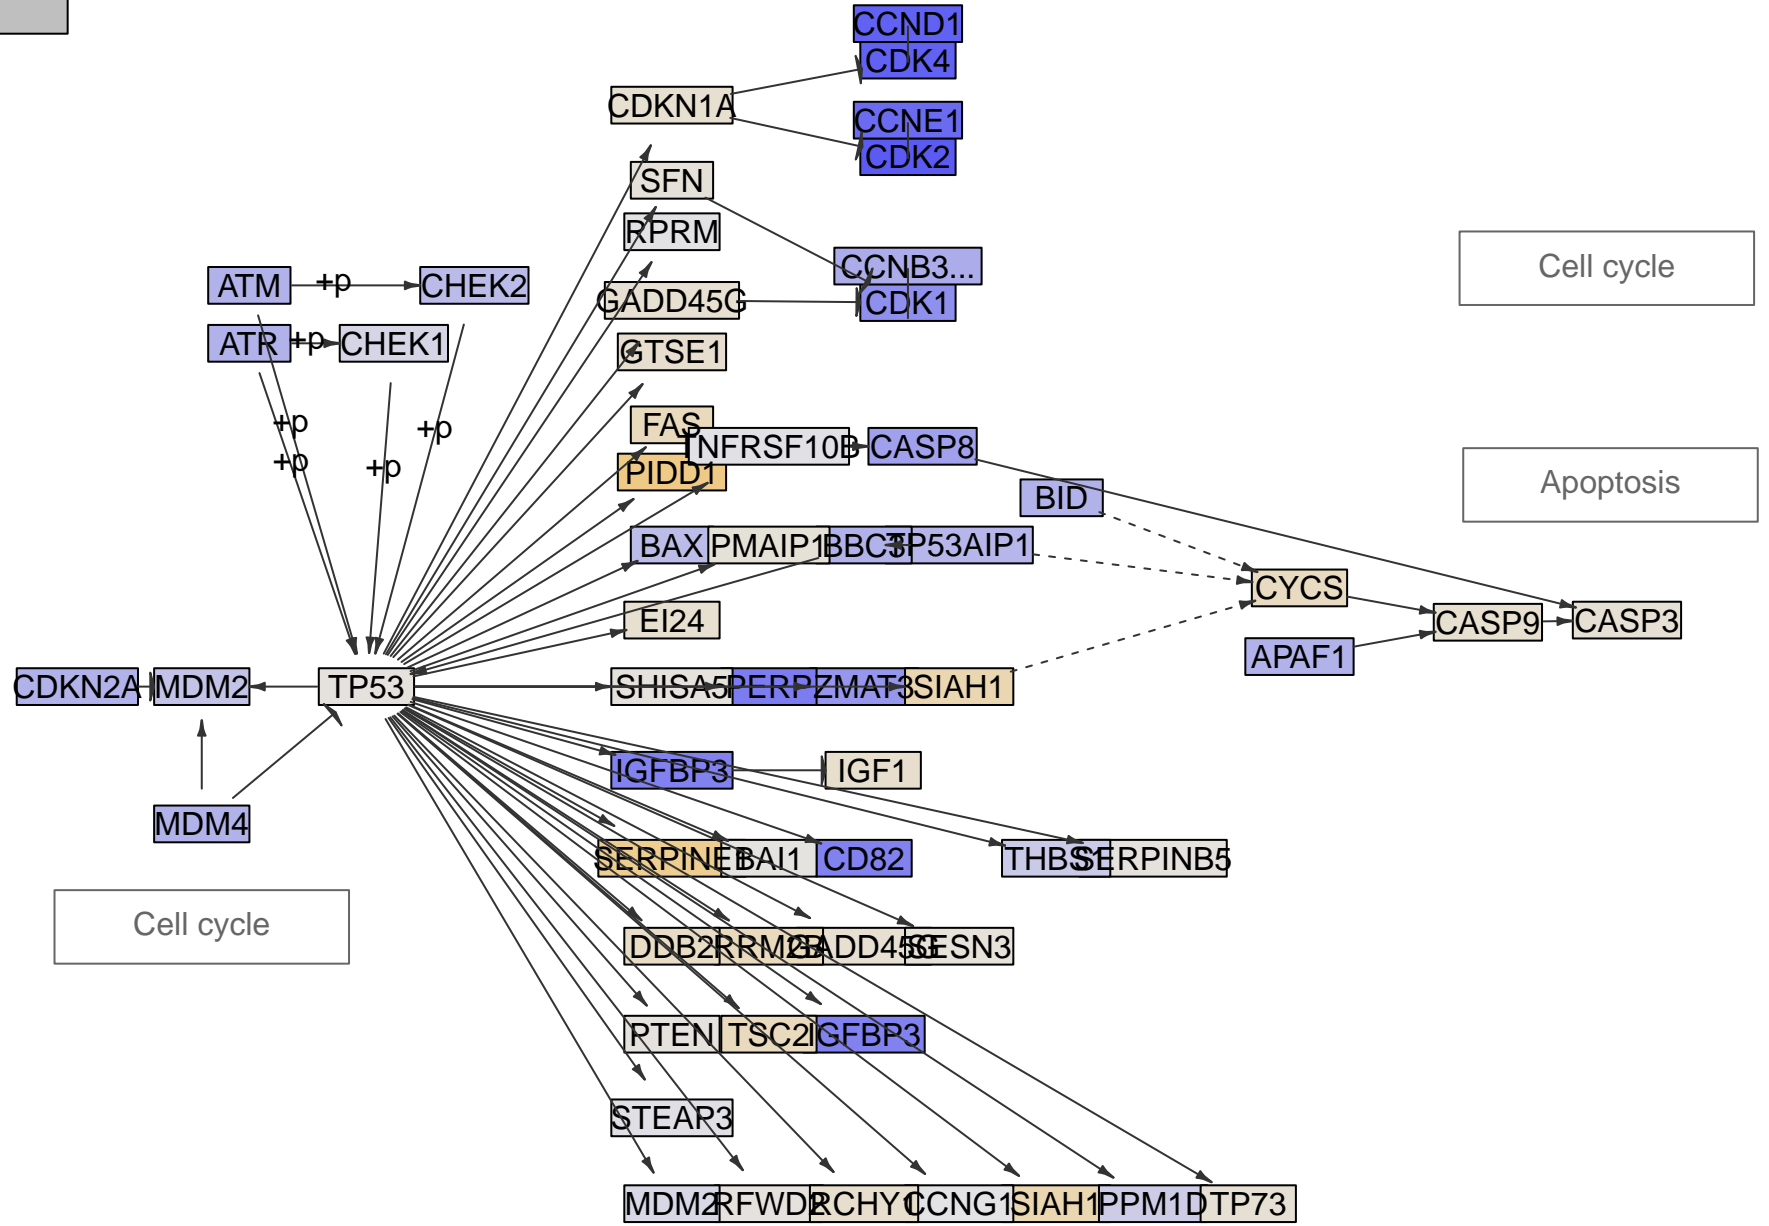 CCND1
CDK4
CDKN1A
CCNE1
CDK2
SFN
RPRM
CCNB3...
Cell cycle
ATM
+p
CHEK2
GADD45G
CDK1
ATR
+p
CHEK1
GTSE1
+p
+p
FAS
TNFRSF10B
CASP8
+p
+p
PIDD1
Apoptosis
BID
BAX
PMAIP1
BBC3
TP53AIP1
CYCS
EI24
CASP9
CASP3
APAF1
CDKN2A
MDM2
TP53
SHISA5
PERP
ZMAT3
SIAH1
IGFBP3
IGF1
MDM4
SERPINE1
BAI1
CD82
THBS1
SERPINB5
Cell cycle
DDB2
RRM2B
GADD45G
SESN3
PTEN
TSC2
IGFBP3
STEAP3
MDM2
RFWD2
RCHY1
CCNG1
SIAH1
PPM1D
TP73